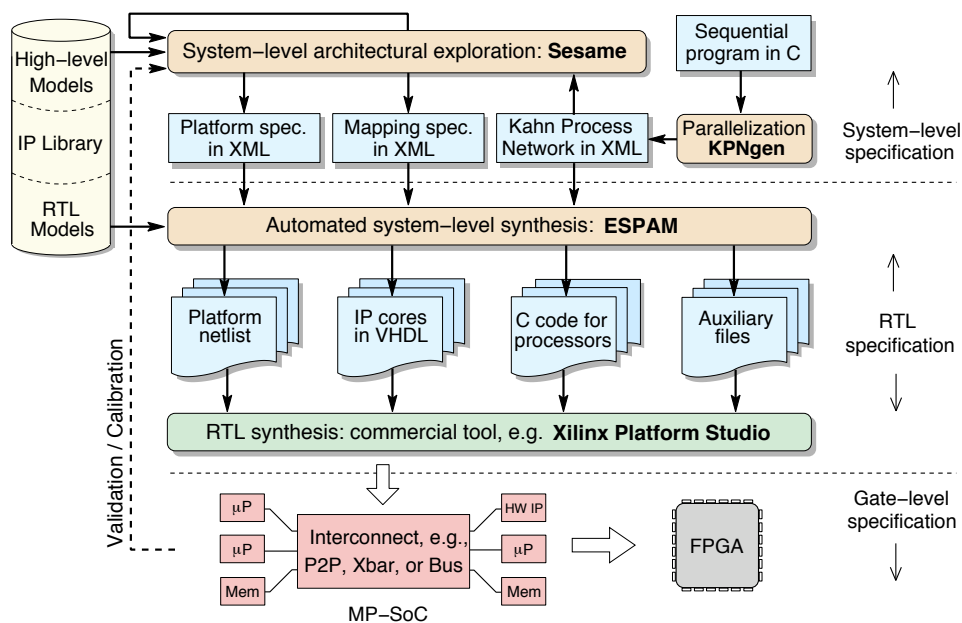 High-level
Models
IP Library
RTL
Models
System-level architectural exploration: Sesame
Sequential
program in C
Platform spec.
in XML
Mapping spec.
in XML
Kahn Process
Network in XML
Parallelization
KPNgen
System-level
specification
Automated system-level synthesis: ESPAM
Platform
netlist
IP cores
in VHDL
C code for
processors
Auxiliary
files
RTL
specification
RTL synthesis: commercial tool, e.g. Xilinx Platform Studio
Validation / Calibration
μP
μP
Mem
Interconnect, e.g.,
P2P, Xbar, or Bus
HW IP
μP
Mem
MP-SoC
FPGA
Gate-level
specification